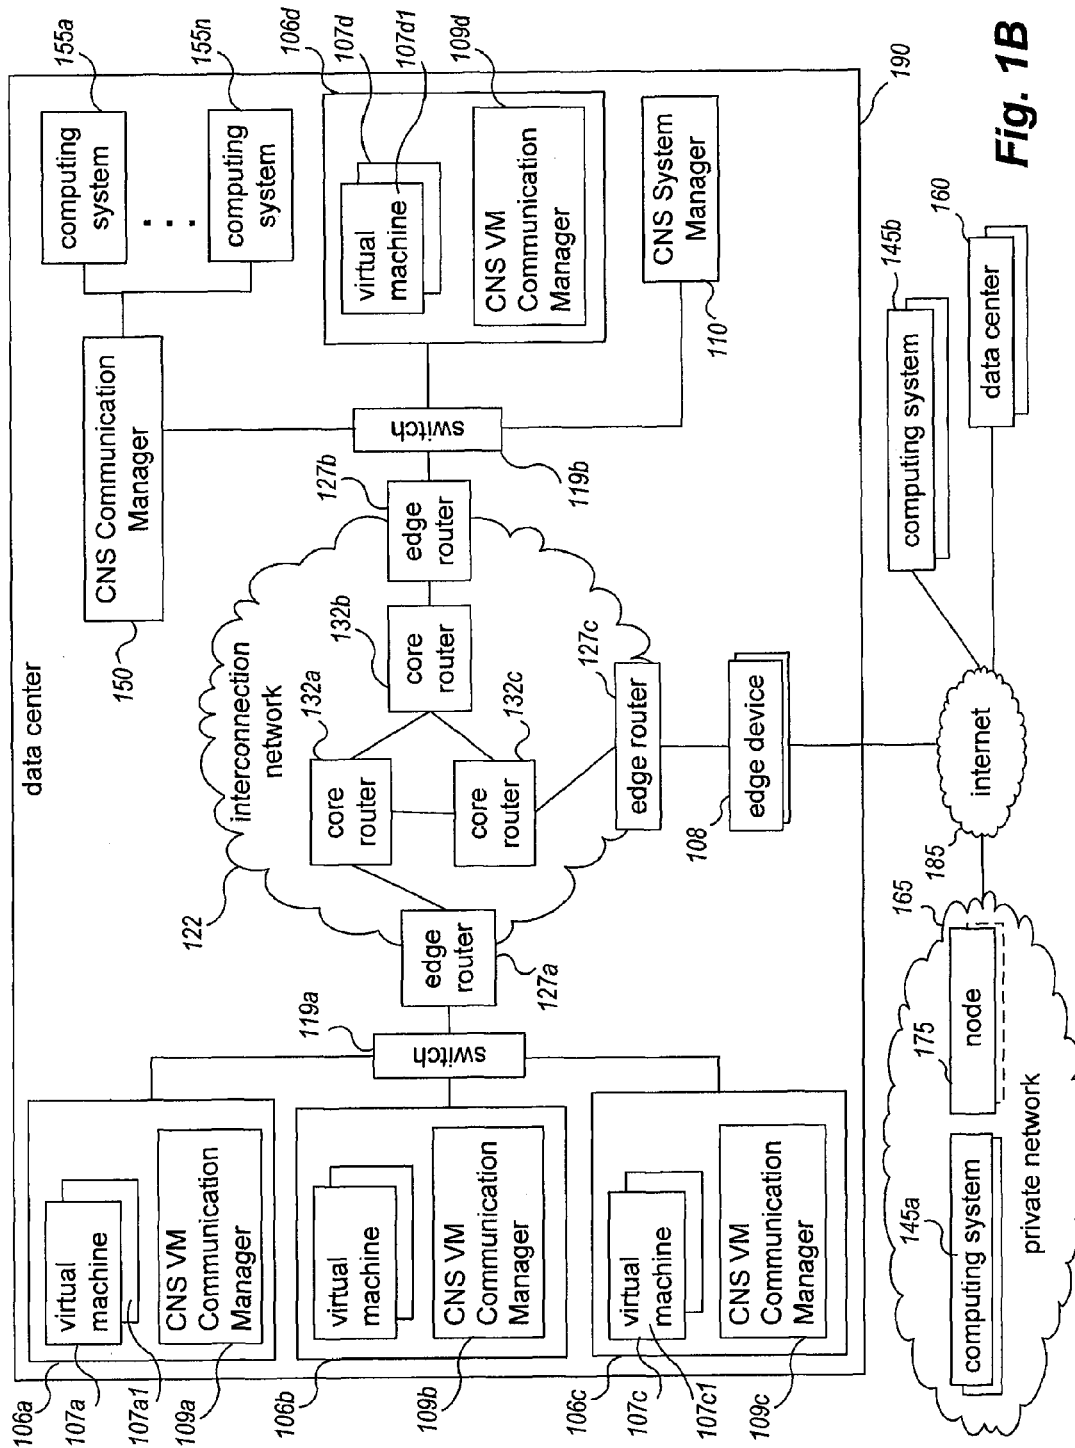 data center
106a
107a
107a1
109a
virtual
machine
CNS VM
Communication
Manager
106b
109b
virtual
machine
CNS VM
Communication
Manager
106c
107c
107c1
109c
virtual
machine
CNS VM
Communication
Manager
119a
switch
122
interconnection
network
edge
router
127a
core
router
132a
core
router
132b
core
router
132c
edge
router
127b
edge router
127c
switch
119b
150
CNS Communication
Manager
computing
system
155a
. . .
computing
system
155n
106d
107d
107d1
109d
virtual
machine
CNS VM
Communication
Manager
CNS System
Manager
110
108
edge device
190
145a
computing system
175
node
165
private network
185
internet
computing system
145b
data center
160
Fig. 1B